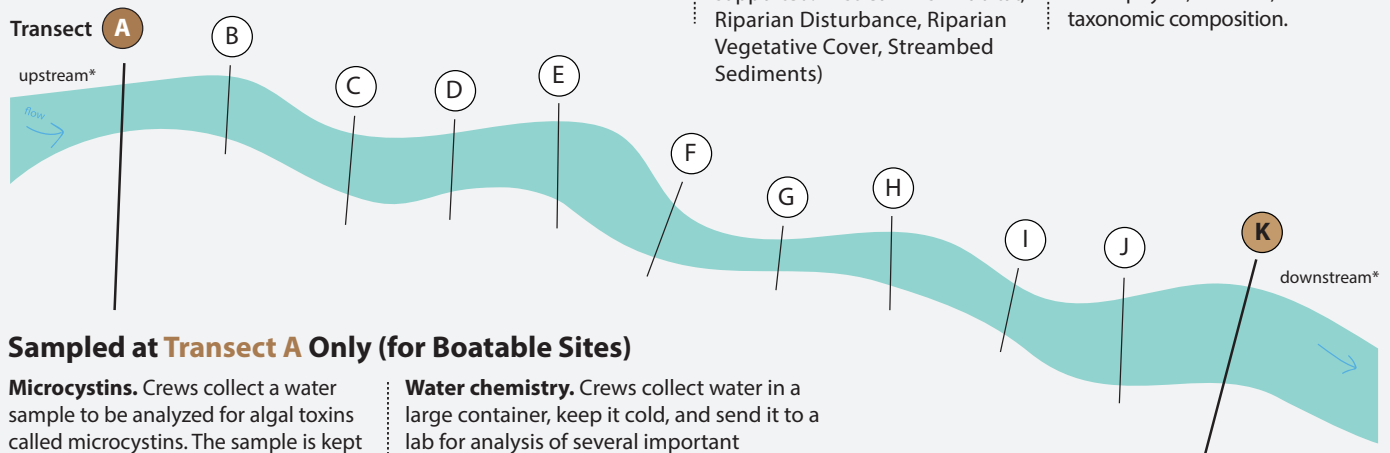 Riparian Disturbance, Riparian
Vegetative Cover, Streambed
Sediments)
taxonomic composition.
Transect A
B
C
D
E
F
G
H
I
J
K
upstream*
flow
downstream*
Sampled at Transect A Only (for Boatable Sites)
Microcystins. Crews collect a water
sample to be analyzed for algal toxins
called microcystins. The sample is kept
Water chemistry. Crews collect water in a
large container, keep it cold, and send it to a
lab for analysis of several important